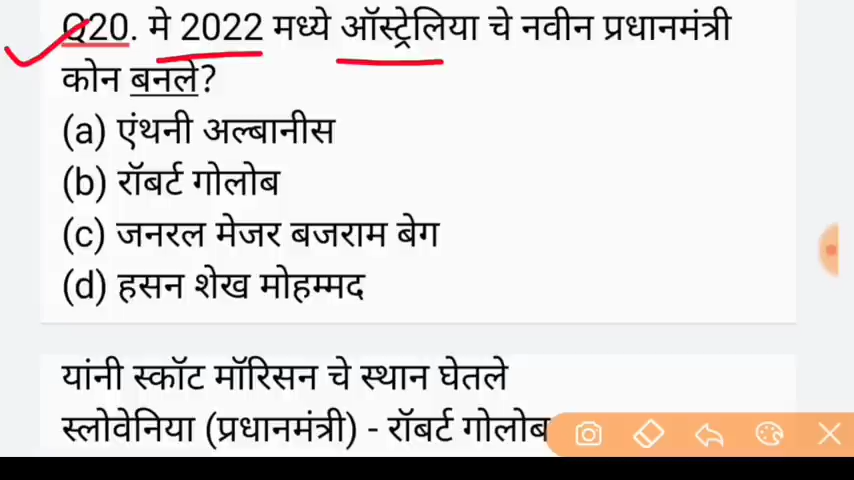 Q20. मे 2022 मध्ये ऑस्ट्रेलिया चे नवीन प्रधानमंत्री
कोन बनले?
(a) एंथनी अल्बानीस
(b) रॉबर्ट गोलोब
(c) जनरल मेजर बजराम बेग
(d) हसन शेख मोहम्मद
यांनी स्कॉट मॉरिसन चे स्थान घेतले
स्लोवेनिया (प्रधानमंत्री) - रॉबर्ट गोलोब